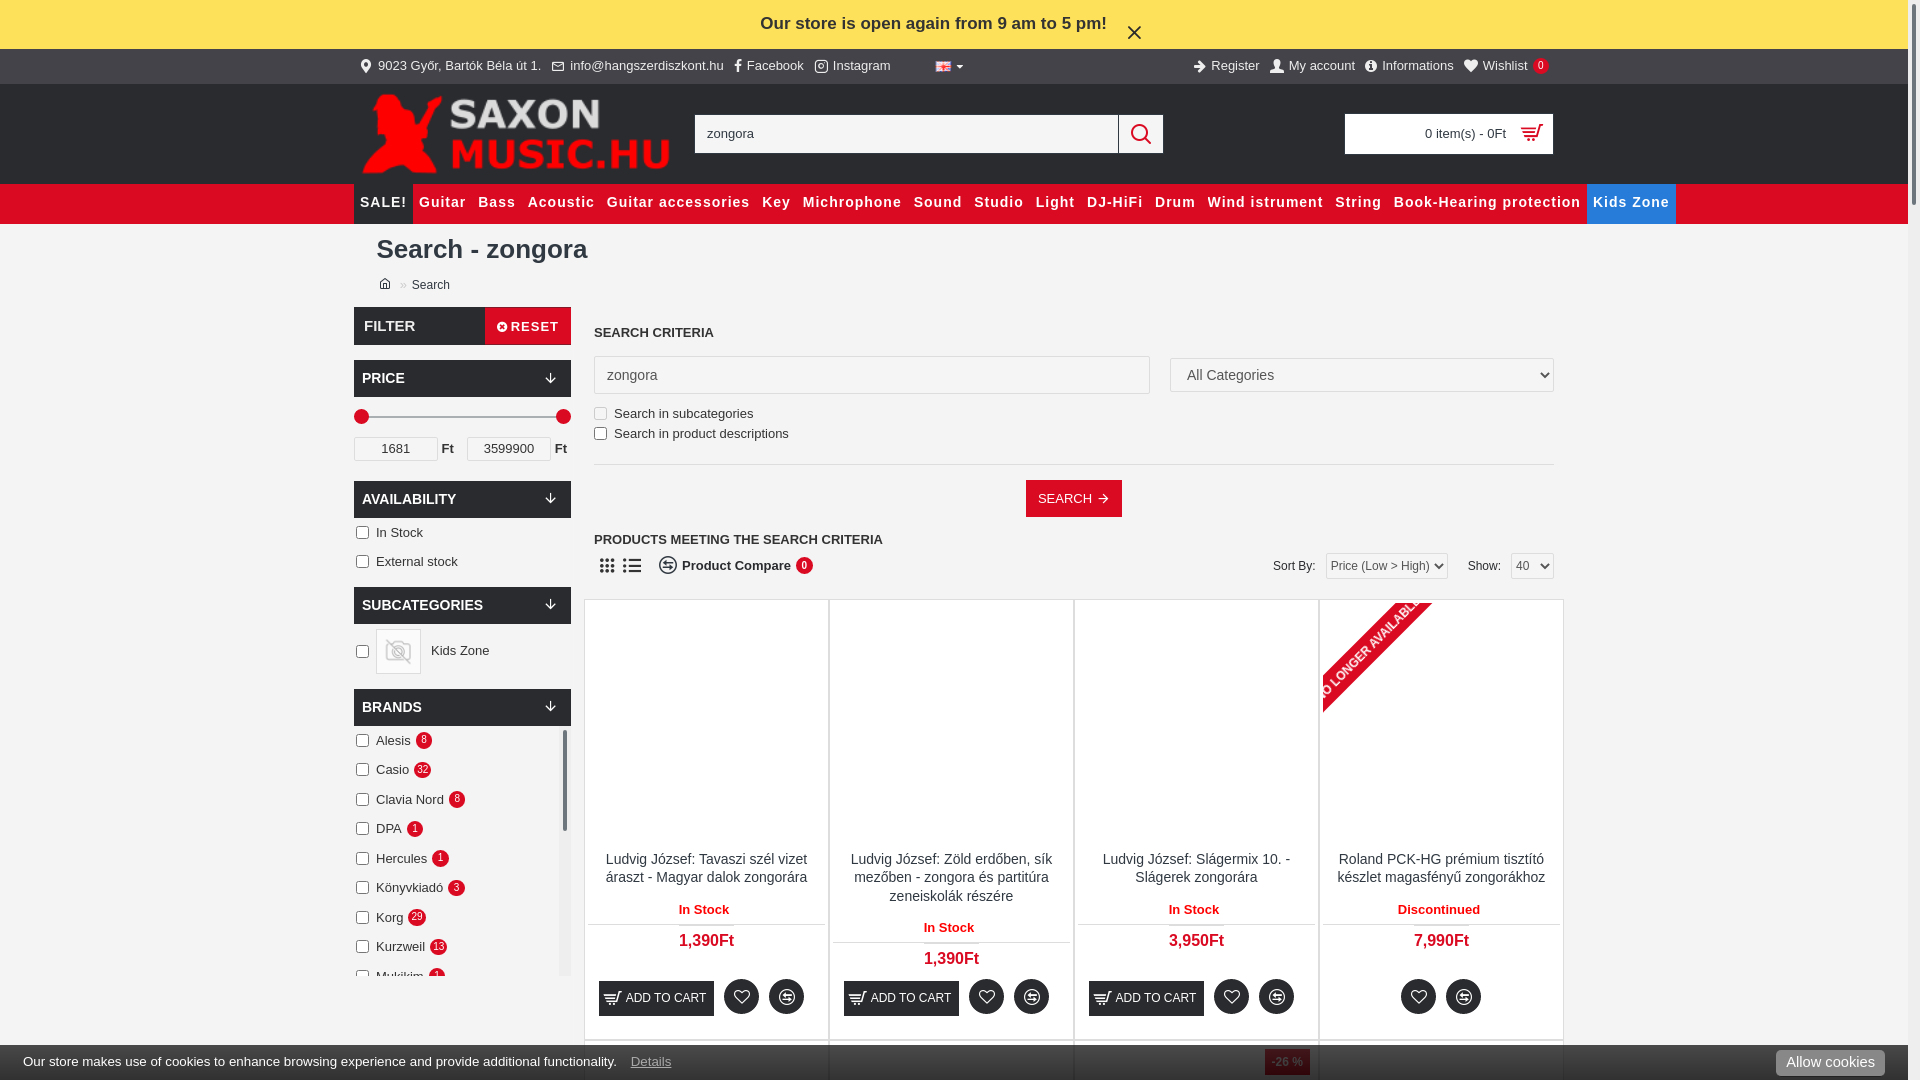 Our store is open again from 9 am to 5 pm!
9023 Győr, Bartók Béla út 1. info@hangszerdiszkont.hu Facebook Instagram Register My account Informations Wishlist 0
SAXON
MUSIC.HU
zongora
0 item(s) - 0Ft
SALE! Guitar Bass Acoustic Guitar accessories Key Michrophone Sound Studio Light DJ-HiFi Drum Wind istrument String Book-Hearing protection Kids Zone
Search - zongora
» Search
FILTER RESET
PRICE
1681 Ft 3599900 Ft
AVAILABILITY
In Stock
External stock
SUBCATEGORIES
Kids Zone
BRANDS
Alesis 8
Casio 32
Clavia Nord 8
DPA 1
Hercules 1
Könyvkiadó 3
Korg 29
Kurzweil 13
Mukikim 1
SEARCH CRITERIA
zongora All Categories
Search in subcategories
Search in product descriptions
SEARCH
PRODUCTS MEETING THE SEARCH CRITERIA
Product Compare 0 Sort By: Price (Low > High) Show: 40
Ludvig József: Tavaszi szél vizet
áraszt - Magyar dalok zongorára
In Stock
1,390Ft
ADD TO CART
Ludvig József: Zöld erdőben, sík
mezőben - zongora és partitúra
zeneiskolák részére
In Stock
1,390Ft
ADD TO CART
Ludvig József: Slágermix 10. -
Slágerek zongorára
In Stock
3,950Ft
ADD TO CART
NO LONGER AVAILABLE
Roland PCK-HG prémium tisztító
készlet magasfényű zongorákhoz
Discontinued
7,990Ft
-26 %
Our store makes use of cookies to enhance browsing experience and provide additional functionality. Details Allow cookies